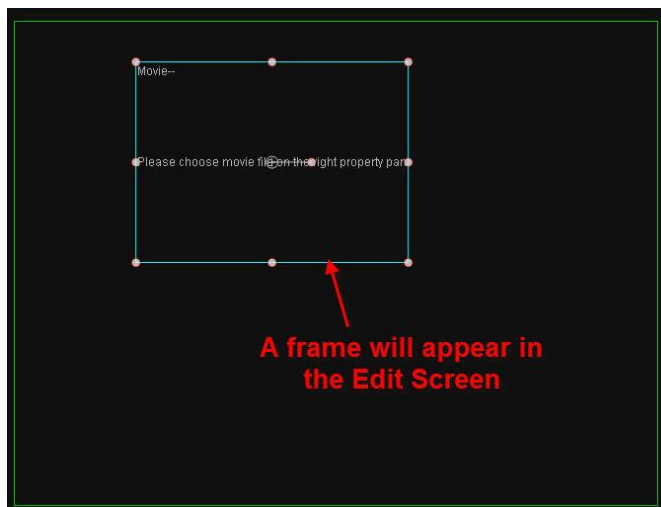 Movie--
Please choose movie file on the right property pan
A frame will appear in
the Edit Screen